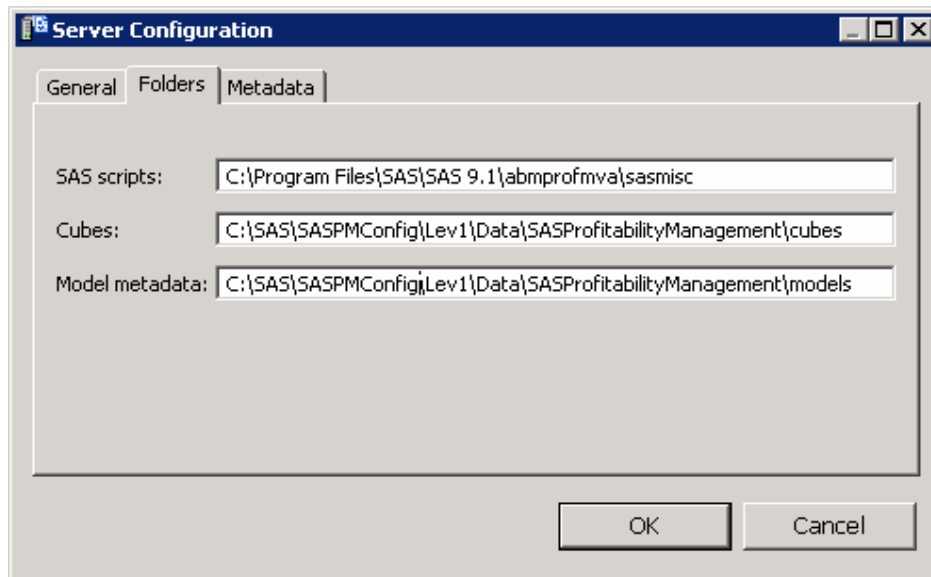 Server Configuration
General Folders Metadata
SAS scripts: C:\Program Files\SAS\SAS 9.1\abmprofmva\sasmisc
Cubes: C:\SAS\SASPMConfig\Lev1\Data\SASProfitabilityManagement\cubes
Model metadata: C:\SAS\SASPMConfig\Lev1\Data\SASProfitabilityManagement\models
OK Cancel